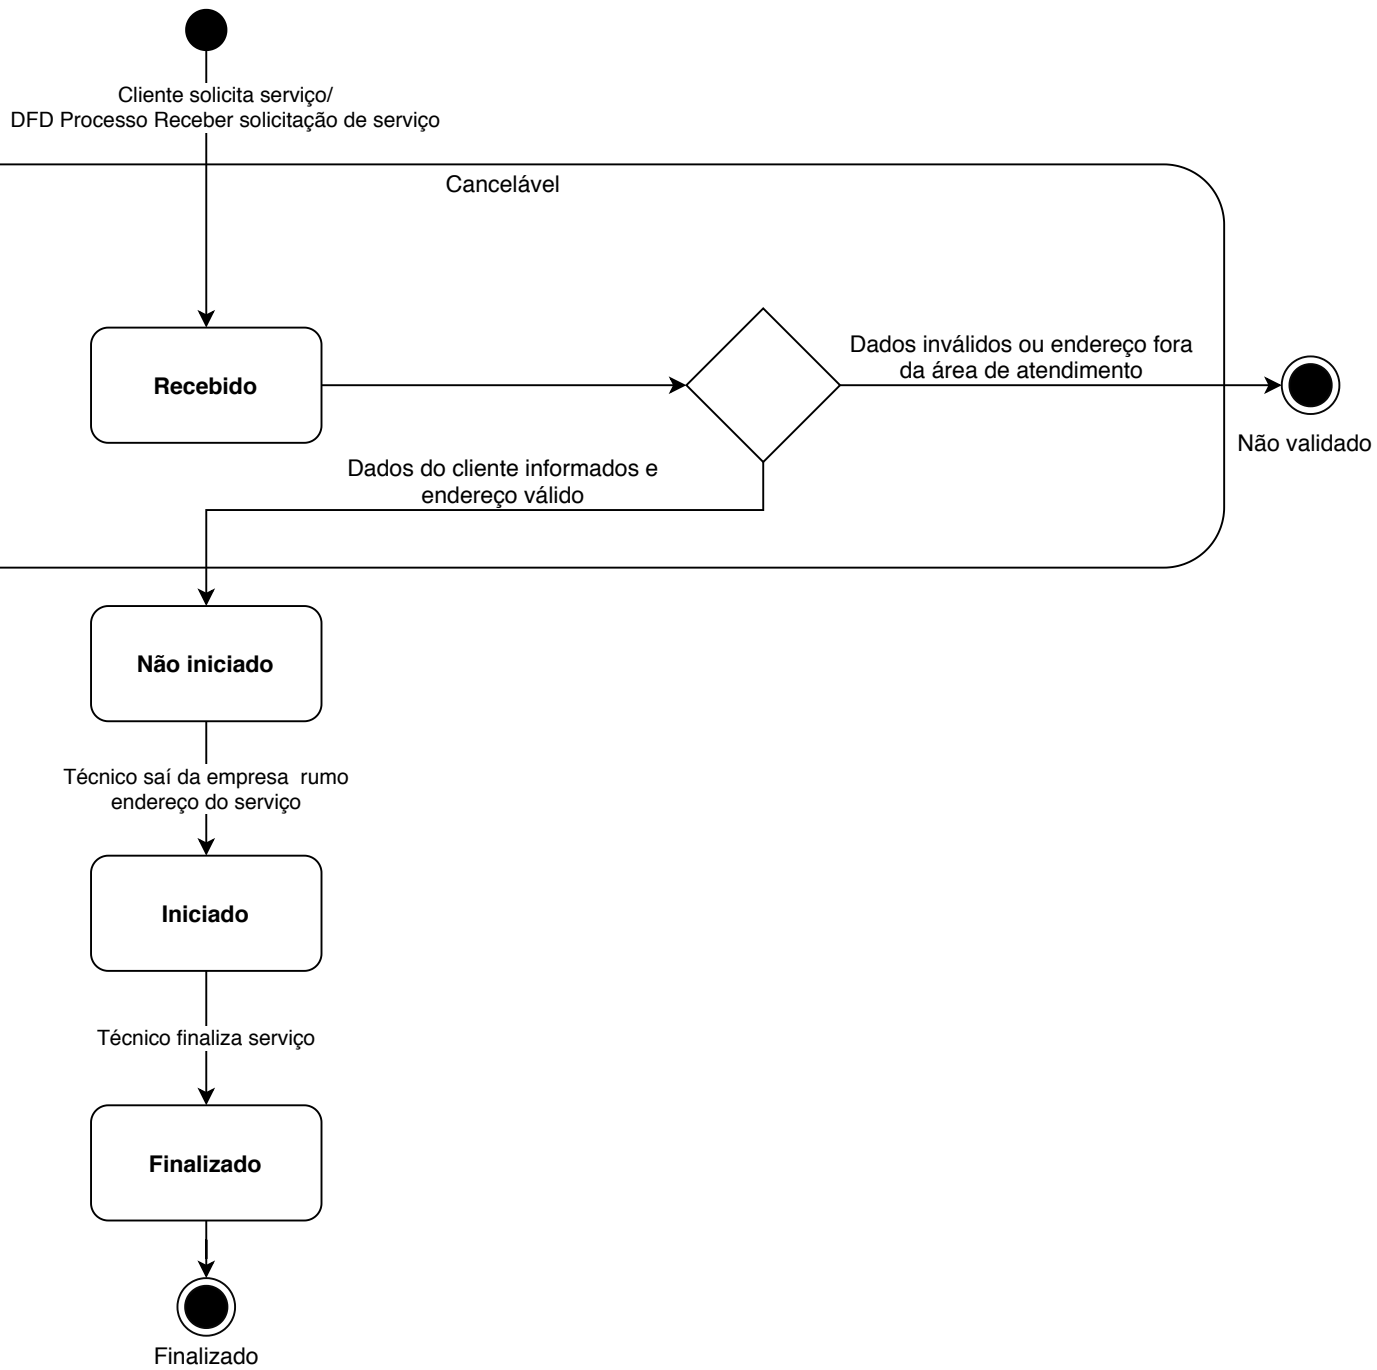 Cliente solicita serviço/
DFD Processo Receber solicitação de serviço
Cancelável
Dados inválidos ou endereço fora
da área de atendimento
Recebido
Não validado
Dados do cliente informados e
endereço válido
Não iniciado
Técnico saí da empresa  rumo
endereço do serviço
Iniciado
Técnico finaliza serviço
Finalizado
Finalizado